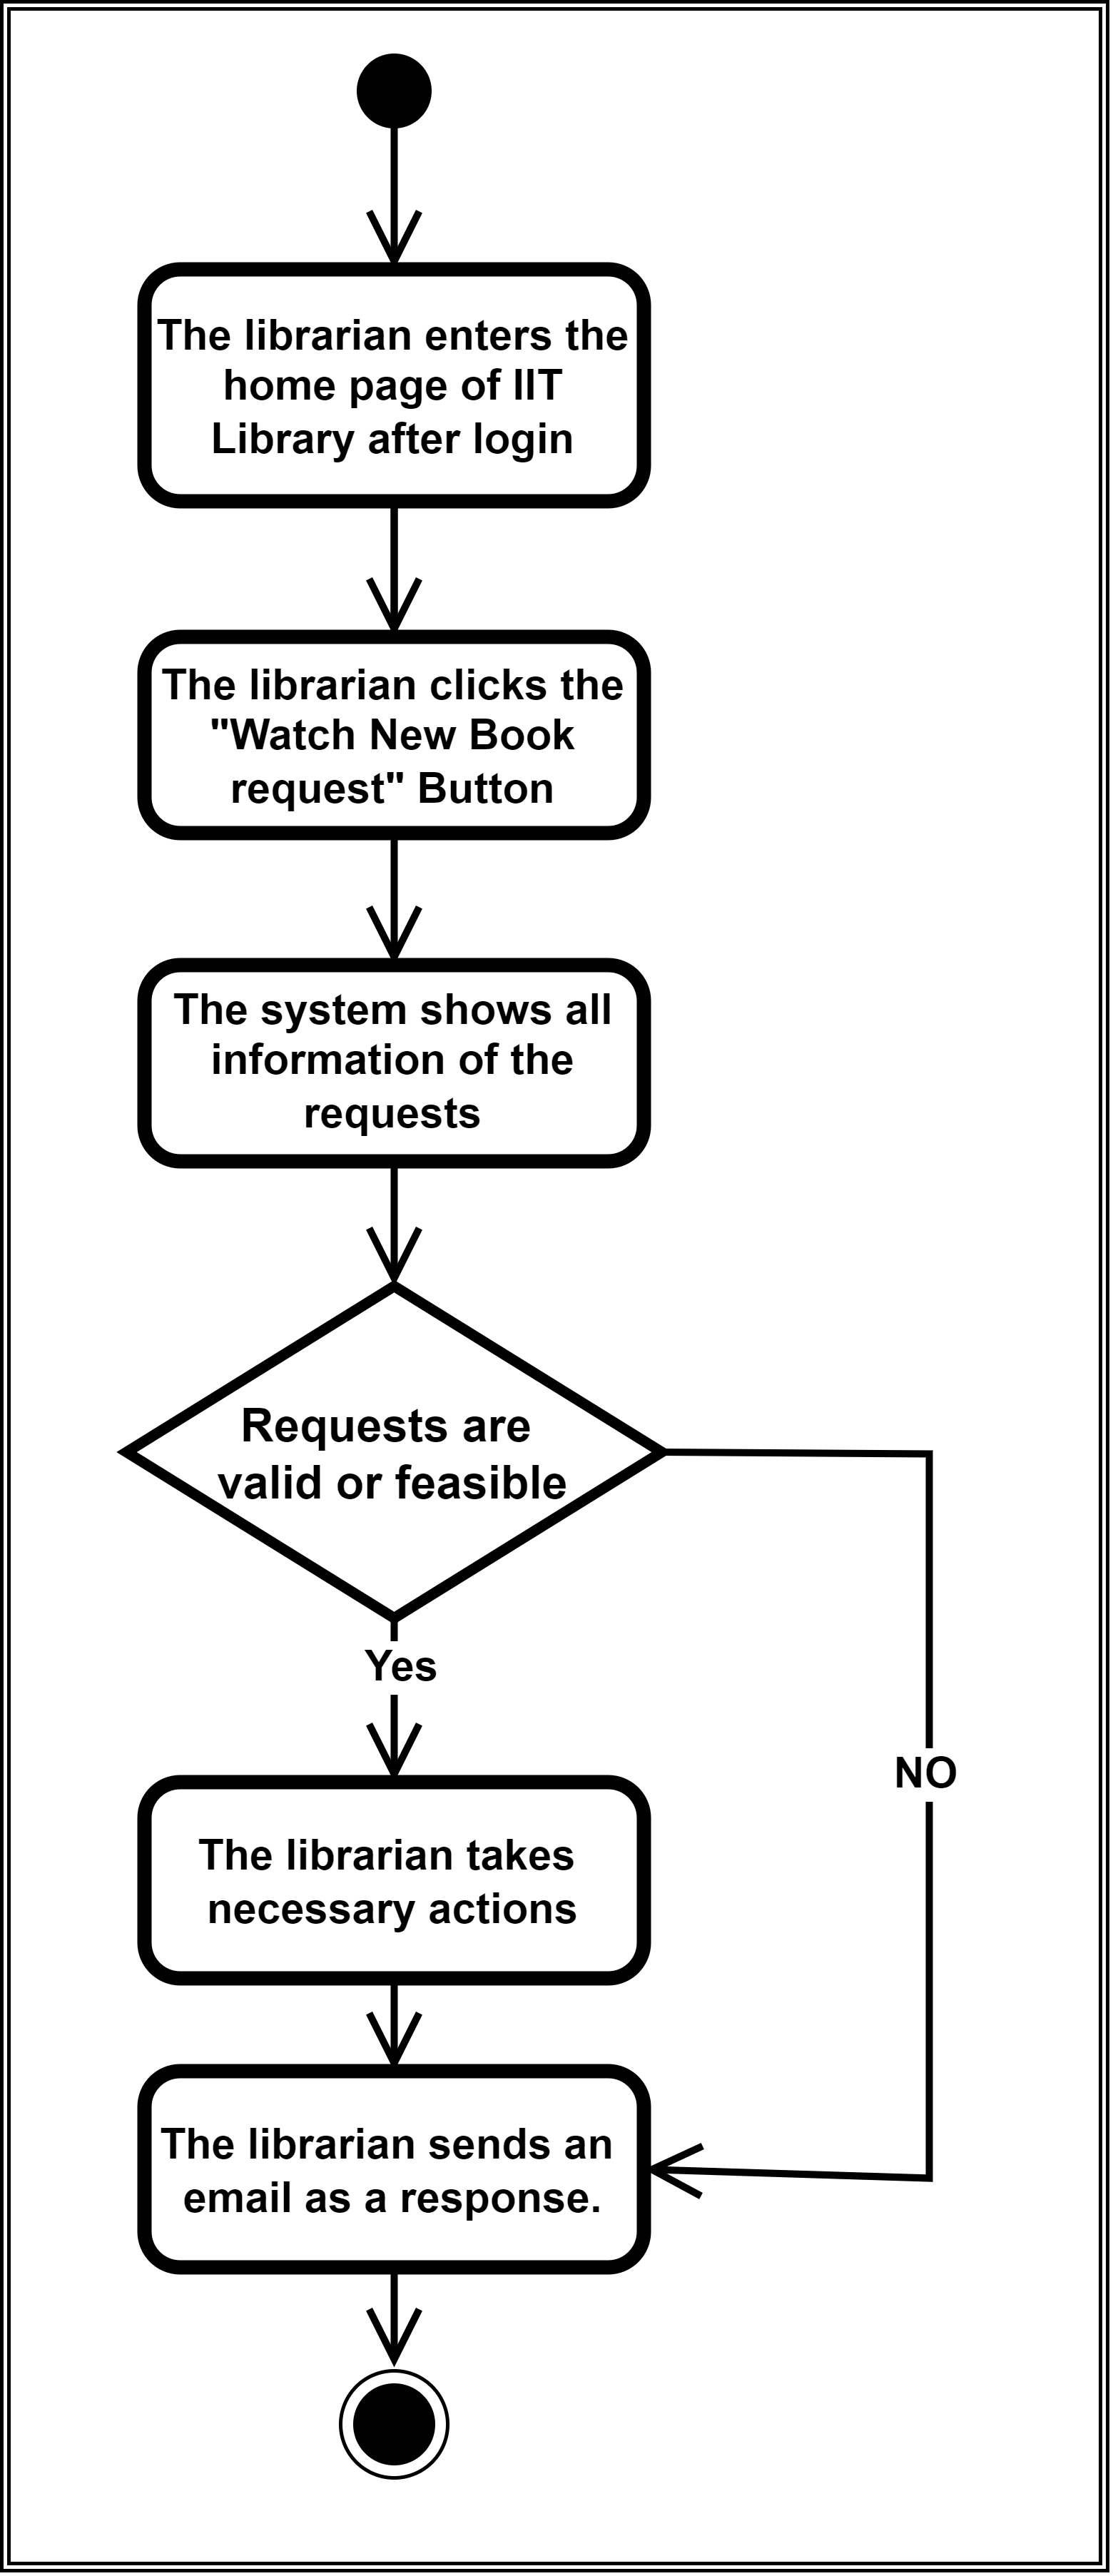 The librarian enters the
home page of IIT
Library after login
The librarian clicks the
"Watch New Book
request" Button
The system shows all
information of the
requests
Requests are
valid or feasible
Yes
NO
The librarian takes
necessary actions
The librarian sends an
email as a response.